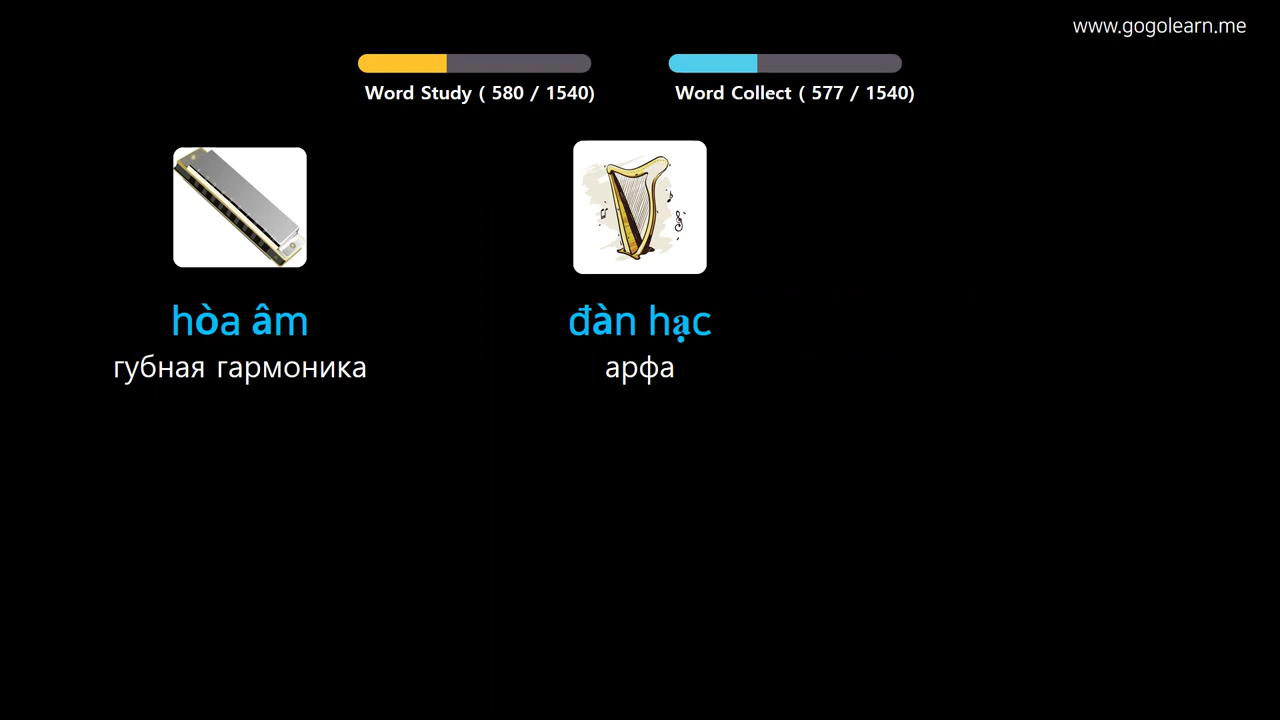 www.gogolearn.me
Word Study ( 580 / 1540)
Word Collect ( 577 / 1540)
hòa âm
губная гармоника
đàn hạc
арфа